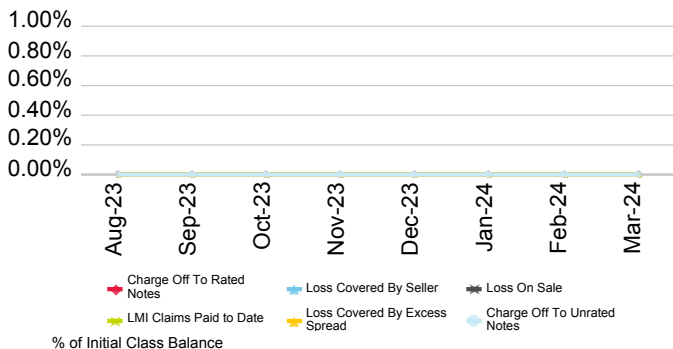 1.00%
0.80%
0.60%
0.40%
0.20%
0.00%
Aug-23
Sep-23
Oct-23
Nov-23
Dec-23
Jan-24
Feb-24
Mar-24
Charge Off To Rated
Notes
Loss Covered By Seller
Loss On Sale
LMI Claims Paid to Date
Loss Covered By Excess
Spread
Charge Off To Unrated
Notes
% of Initial Class Balance